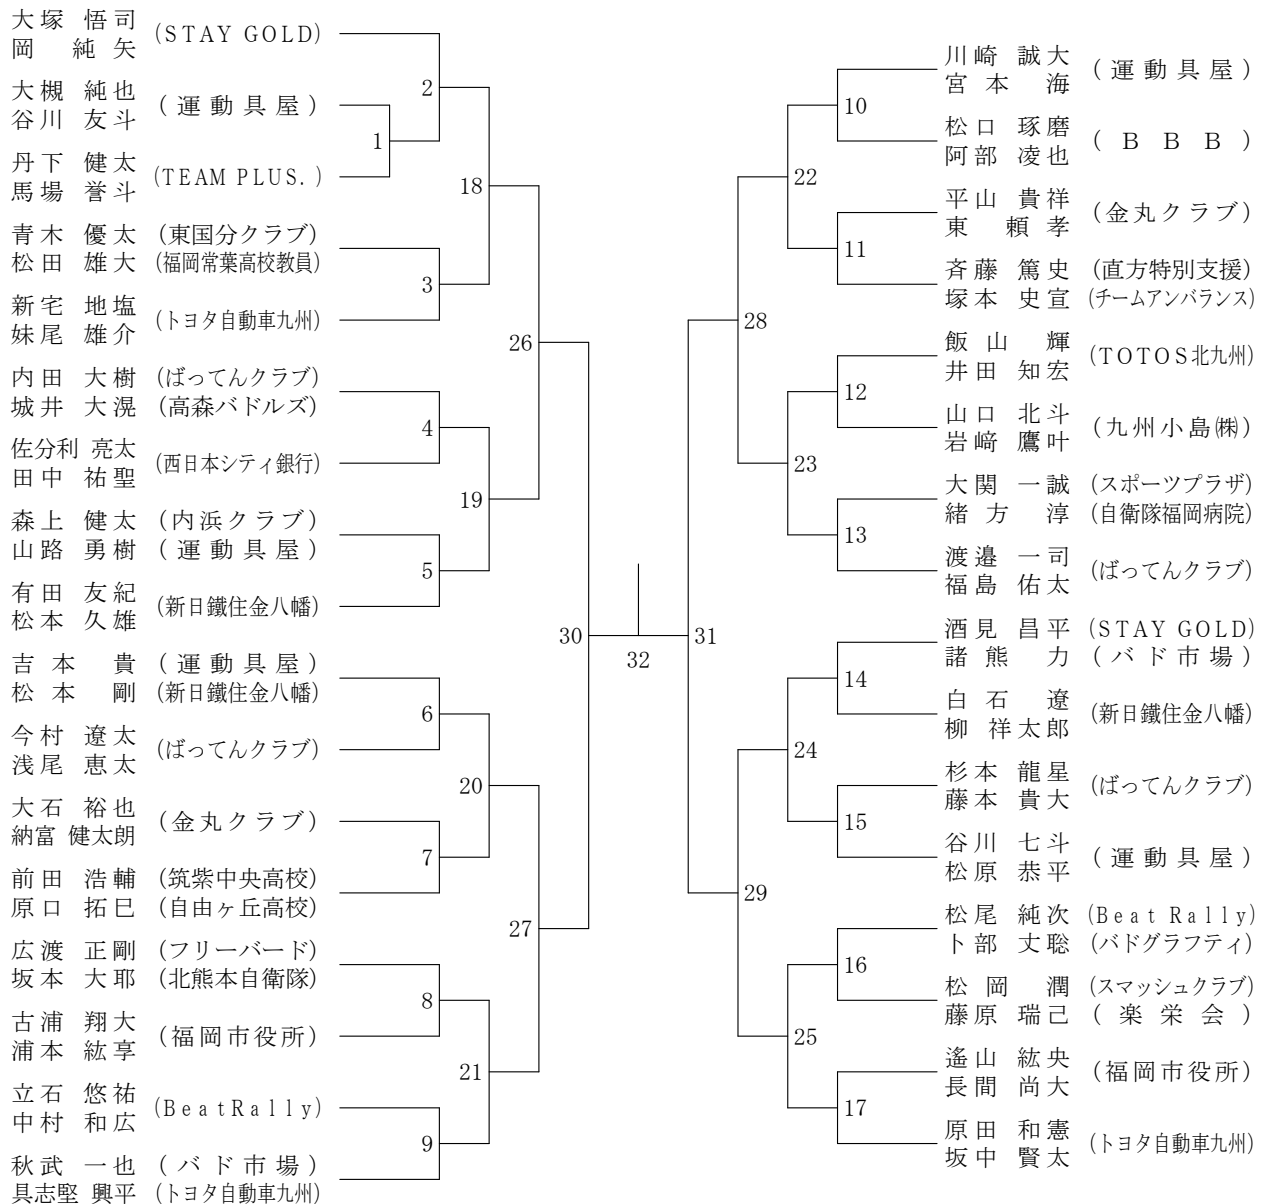 大塚 悟司 (STAY GOLD)
岡 純矢
大槻 純也 (運動具屋)
谷川 友斗
丹下 健太 (TEAM PLUS.)
馬場 誉斗
青木 優太 (東国分クラブ)
松田 雄大 (福岡常葉高校教員)
新宅 地塩 (トヨタ自動車九州)
妹尾 雄介
内田 大樹 (ばってんクラブ)
城井 大滉 (高森バドルズ)
佐分利 亮太 (西日本シティ銀行)
田中 祐聖
森上 健太 (内浜クラブ)
山路 勇樹 (運動具屋)
有田 友紀 (新日鐵住金八幡)
松本 久雄
吉本 貴 (運動具屋)
松本 剛 (新日鐵住金八幡)
今村 遼太 (ばってんクラブ)
浅尾 恵太
大石 裕也 (金丸クラブ)
納富 健太朗
前田 浩輔 (筑紫中央高校)
原口 拓巳 (自由ヶ丘高校)
広渡 正剛 (フリーバード)
坂本 大耶 (北熊本自衛隊)
古浦 翔大 (福岡市役所)
浦本 紘享
立石 悠祐 (BeatRally)
中村 和広
秋武 一也 (バド市場)
具志堅 興平 (トヨタ自動車九州)
1
2
3
4
5
6
7
8
9
18
19
20
21
26
27
30
32
31
28
29
22
23
24
25
10
11
12
13
14
15
16
17
川崎 誠大 (運動具屋)
宮本 海
松口 琢磨 (BBB)
阿部 凌也
平山 貴祥 (金丸クラブ)
東 頼孝
斉藤 篤史 (直方特別支援)
塚本 史宣 (チームアンバランス)
飯山 輝 (TOTOS北九州)
井田 知宏
山口 北斗 (九州小島㈱)
岩﨑 鷹叶
大関 一誠 (スポーツプラザ)
緒方 淳 (自衛隊福岡病院)
渡邉 一司 (ばってんクラブ)
福島 佑太
酒見 昌平 (STAY GOLD)
諸熊 力 (バド市場)
白石 遼 (新日鐵住金八幡)
柳 祥太郎
杉本 龍星 (ばってんクラブ)
藤本 貴大
谷川 七斗 (運動具屋)
松原 恭平
松尾 純次 (Beat Rally)
卜部 丈聡 (バドグラフティ)
松岡 潤 (スマッシュクラブ)
藤原 瑞己 (楽栄会)
遙山 紘央 (福岡市役所)
長間 尚大
原田 和憲 (トヨタ自動車九州)
坂中 賢太